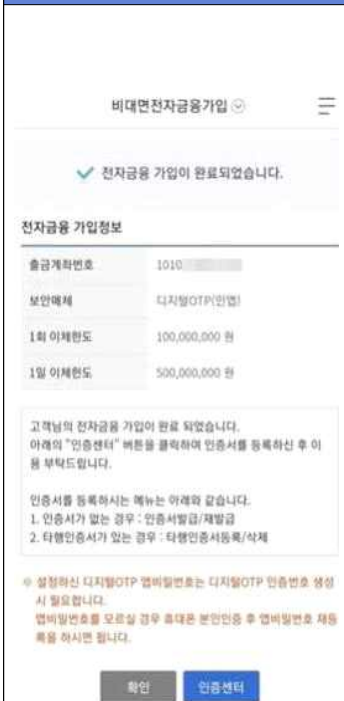 비대면전자금융가입
전자금융 가입이 완료되었습니다.
전자금융 가입정보
출금계좌번호 1010
보안매체 디지털OTP(인앱)
1회 이체한도 100,000,000 원
1일 이체한도 500,000,000 원
고객님의 전자금융 가입이 완료 되었습니다.
아래의 "인증센터" 버튼을 클릭하여 인증서를 등록하신 후 이
용 부탁드립니다.
인증서를 등록하시는 메뉴는 아래와 같습니다.
1. 인증서가 없는 경우 : 인증서발급/재발급
2. 타행인증서가 있는 경우 : 타행인증서등록/삭제
※ 설정하신 디지털OTP 앱비밀번호는 디지털OTP 인증번호 생성
시 필요합니다.
앱비밀번호를 모르실 경우 휴대폰 본인인증 후 앱비밀번호 재등
록을 하시면 됩니다.
확인 인증센터